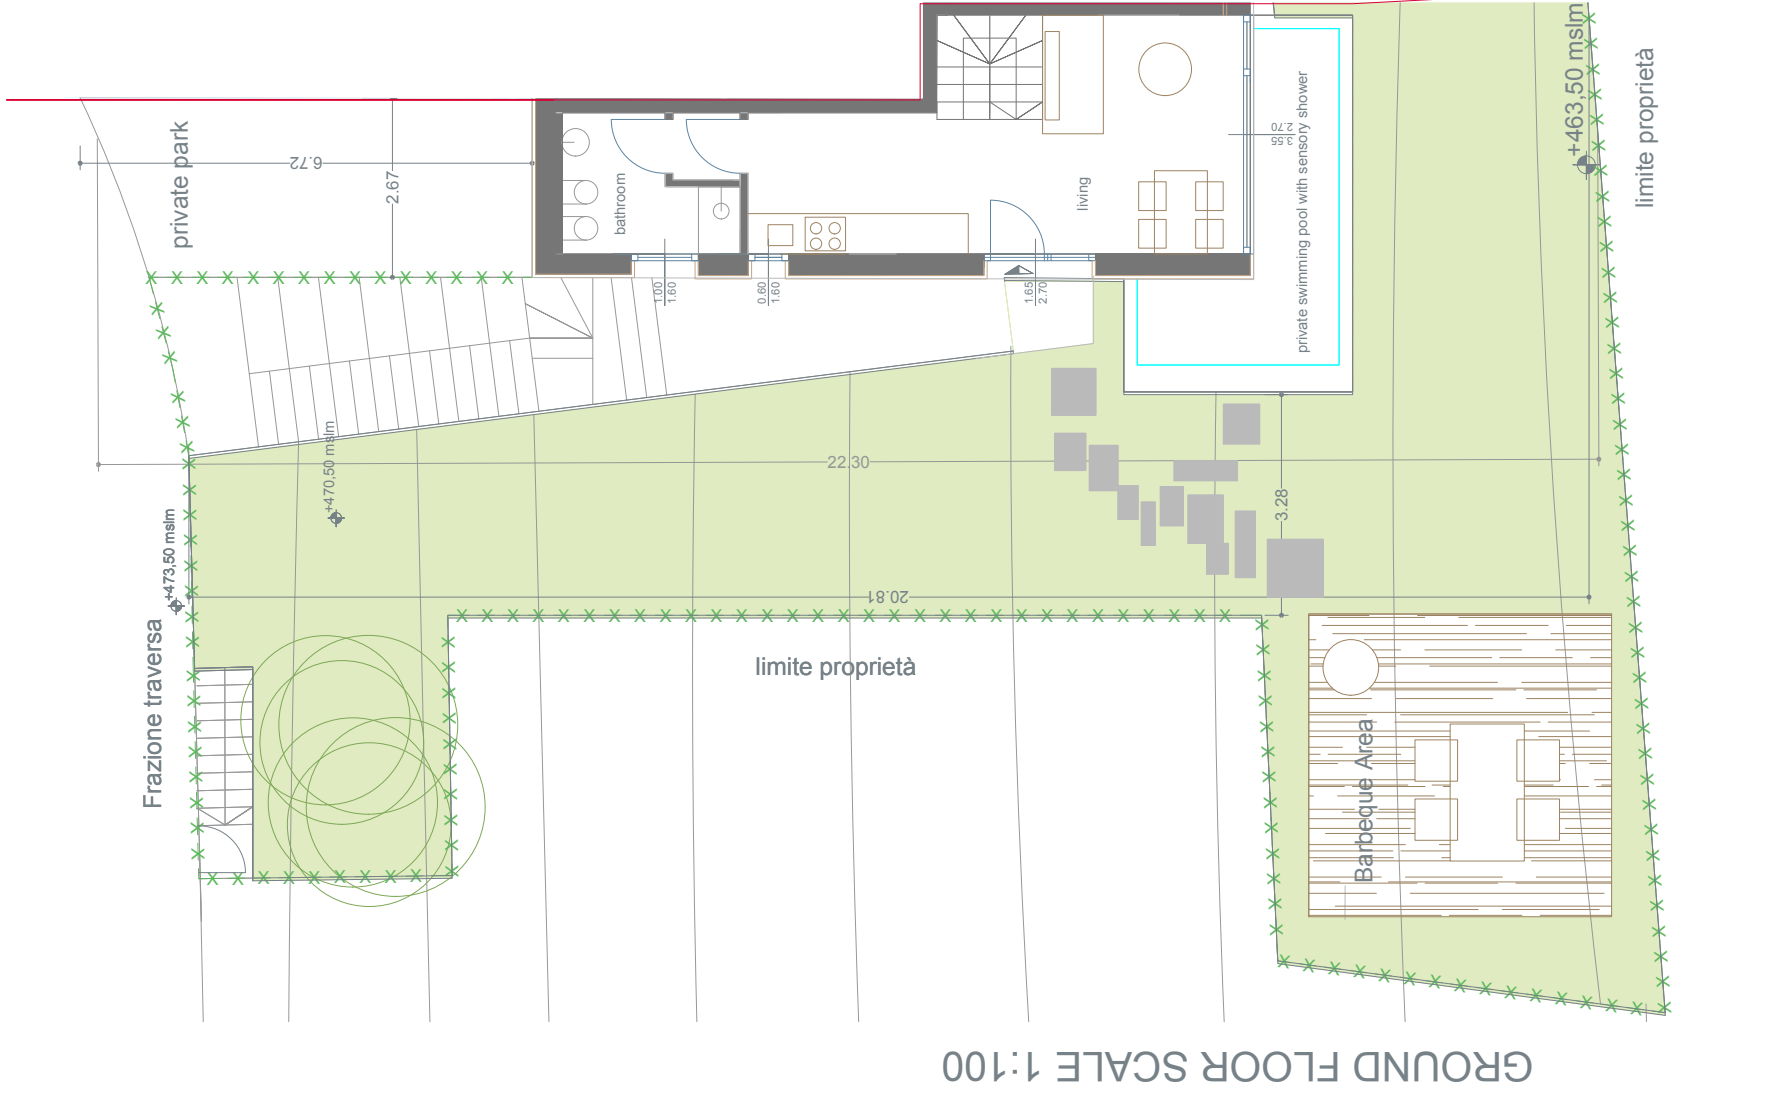 +463,50 mslm
limite proprietà
private park
6.72
2.67
bathroom
living
3.55
2.70
private swimming pool with sensory shower
1.00
1.60
0.60
1.60
1.65
2.70
+470,50 mslm
22.30
3.28
+473,50 mslm
20.81
Frazione traversa
limite proprietà
Barbeque Area
GROUND FLOOR SCALE 1:100